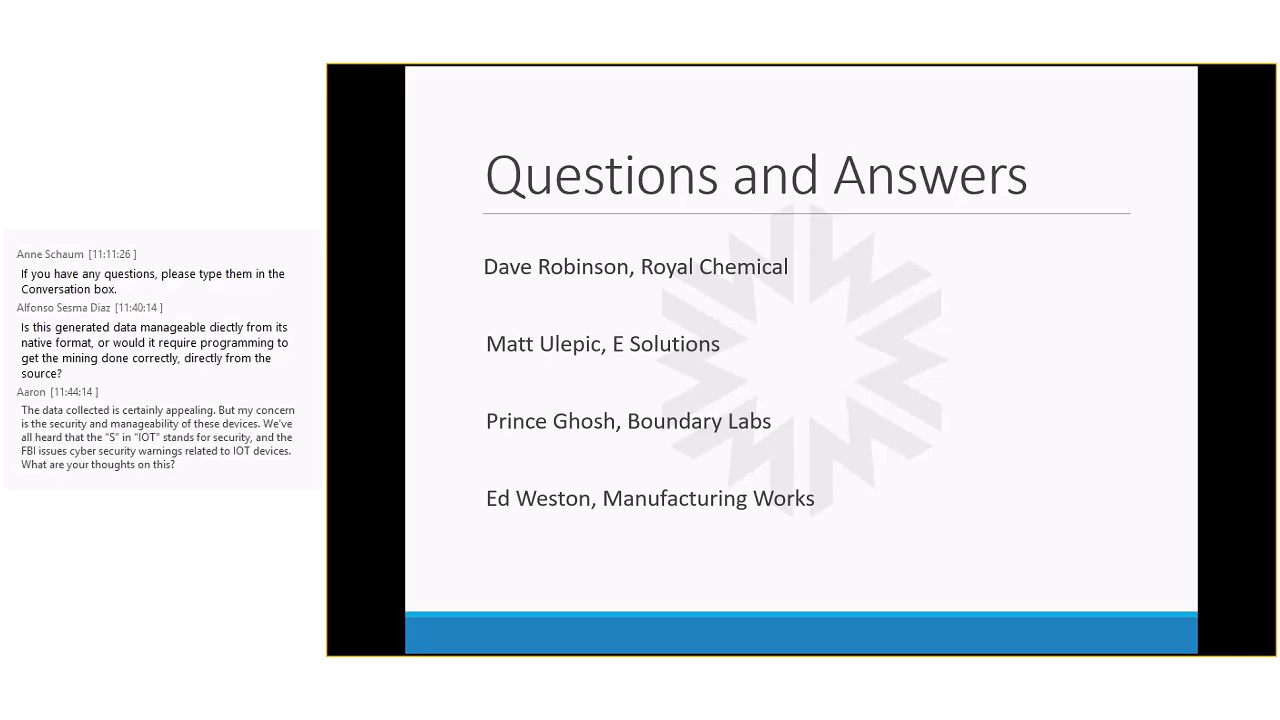 Anne Schaum [11:11:26 ]
If you have any questions, please type them in the
Conversation box.
Alfonso Sesma Diaz [11:40:14 ]
Is this generated data manageable diectly from its
native format, or would it require programming to
get the mining done correctly, directly from the
source?
Aaron [11:44:14 ]
The data collected is certainly appealing. But my concern
is the security and manageability of these devices. We've
all heard that the "S" in "IOT" stands for security, and the
FBI issues cyber security warnings related to IOT devices.
What are your thoughts on this?
Questions and Answers
Dave Robinson, Royal Chemical
Matt Ulepic, E Solutions
Prince Ghosh, Boundary Labs
Ed Weston, Manufacturing Works